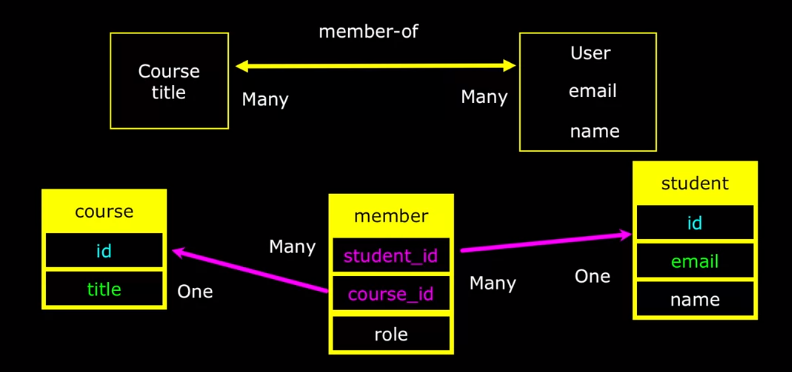 member-of
Course
title
Many
Many
User
email
name
course
id
title
One
Many
member
student_id
course_id
role
Many
One
student
id
email
name